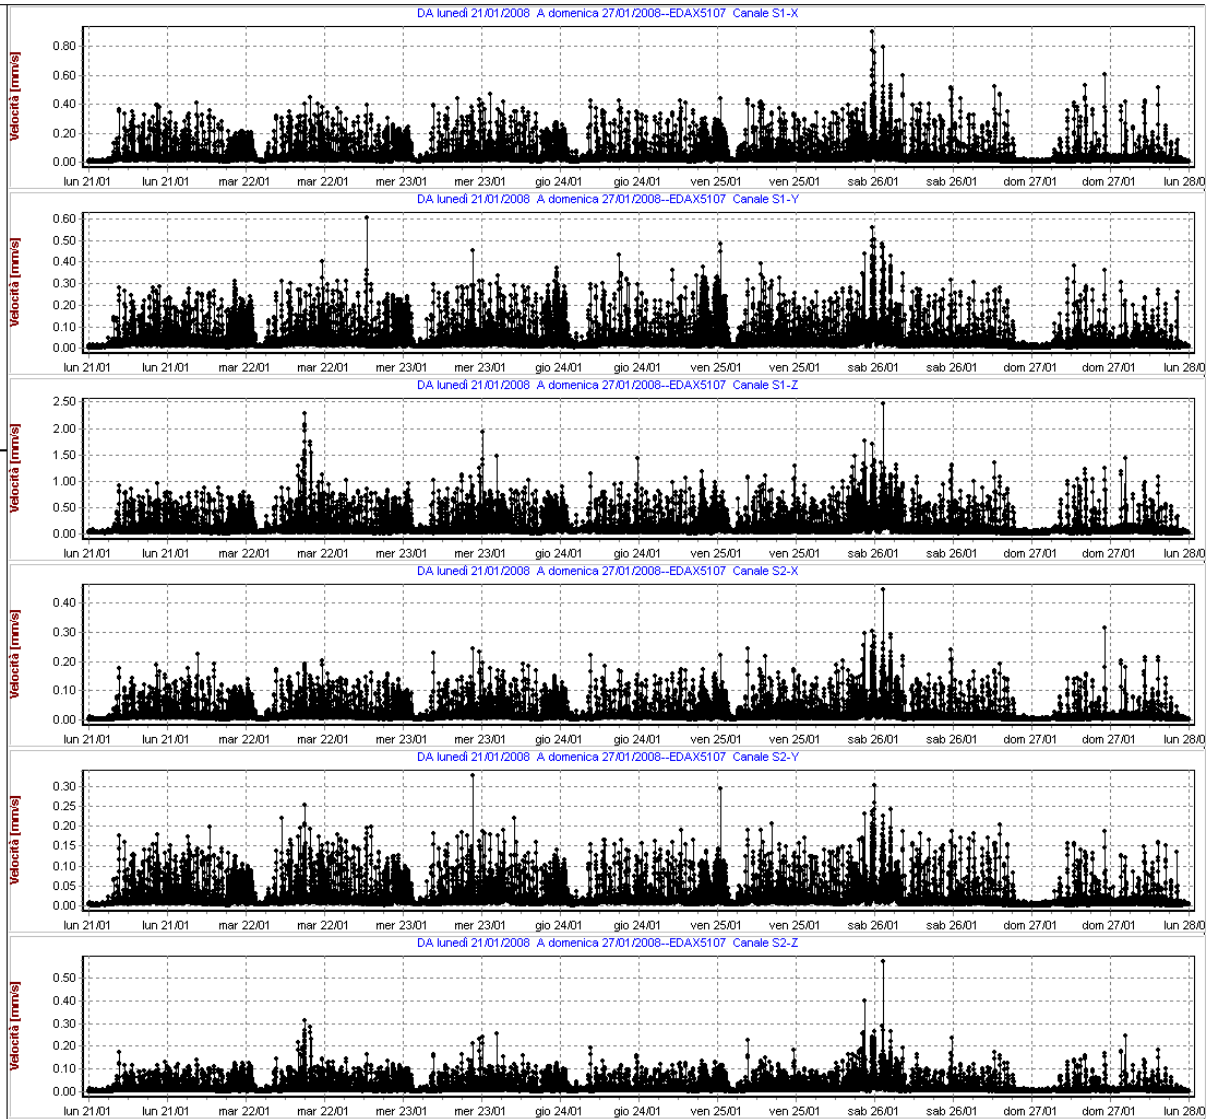 DA lunedì 21/01/2008 A domenica 27/01/2008--EDAX5107 Canale S1-X
Velocità [mm/s]
0.80
0.60
0.40
0.20
0.00
lun 21/01 lun 21/01 mar 22/01 mar 22/01 mer 23/01 mer 23/01 gio 24/01 gio 24/01 ven 25/01 ven 25/01 sab 26/01 sab 26/01 dom 27/01 dom 27/01 lun 28/0
DA lunedì 21/01/2008 A domenica 27/01/2008--EDAX5107 Canale S1-Y
Velocità [mm/s]
0.60
0.50
0.40
0.30
0.20
0.10
0.00
lun 21/01 lun 21/01 mar 22/01 mar 22/01 mer 23/01 mer 23/01 gio 24/01 gio 24/01 ven 25/01 ven 25/01 sab 26/01 sab 26/01 dom 27/01 dom 27/01 lun 28/0
DA lunedì 21/01/2008 A domenica 27/01/2008--EDAX5107 Canale S1-Z
Velocità [mm/s]
2.50
2.00
1.50
1.00
0.50
0.00
lun 21/01 lun 21/01 mar 22/01 mar 22/01 mer 23/01 mer 23/01 gio 24/01 gio 24/01 ven 25/01 ven 25/01 sab 26/01 sab 26/01 dom 27/01 dom 27/01 lun 28/0
DA lunedì 21/01/2008 A domenica 27/01/2008--EDAX5107 Canale S2-X
Velocità [mm/s]
0.40
0.30
0.20
0.10
0.00
lun 21/01 lun 21/01 mar 22/01 mar 22/01 mer 23/01 mer 23/01 gio 24/01 gio 24/01 ven 25/01 ven 25/01 sab 26/01 sab 26/01 dom 27/01 dom 27/01 lun 28/0
DA lunedì 21/01/2008 A domenica 27/01/2008--EDAX5107 Canale S2-Y
Velocità [mm/s]
0.30
0.25
0.20
0.15
0.10
0.05
0.00
lun 21/01 lun 21/01 mar 22/01 mar 22/01 mer 23/01 mer 23/01 gio 24/01 gio 24/01 ven 25/01 ven 25/01 sab 26/01 sab 26/01 dom 27/01 dom 27/01 lun 28/0
DA lunedì 21/01/2008 A domenica 27/01/2008--EDAX5107 Canale S2-Z
Velocità [mm/s]
0.50
0.40
0.30
0.20
0.10
0.00
lun 21/01 lun 21/01 mar 22/01 mar 22/01 mer 23/01 mer 23/01 gio 24/01 gio 24/01 ven 25/01 ven 25/01 sab 26/01 sab 26/01 dom 27/01 dom 27/01 lun 28/0